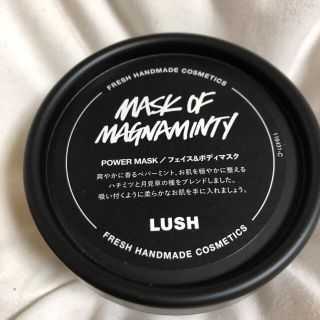 FRESH HANDMADE COSMETICS
MASK OF
MAGNAMINTY
POWER MASK / フェイス&ボディマスク
爽やかに香るペパーミント、お肌を穏やかに整える
ハチミツと月見草の種をブレンドしました。
吸い付くように柔らかなお肌を手に入れましょう。
LUSH
FRESH HANDMADE COSMETICS